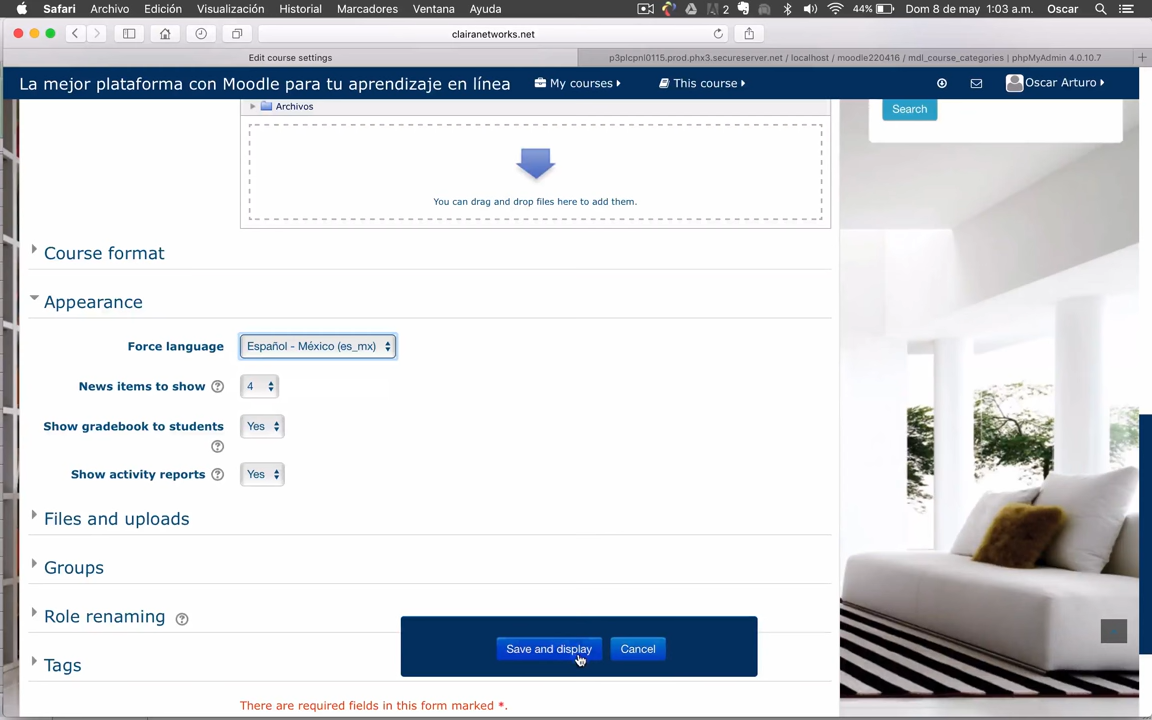 Safari Archivo Edición Visualización Historial Marcadores Ventana Ayuda 2 44% Dom 8 de may 1:03 a.m. Oscar
clairanetworks.net
Edit course settings p3plcpnl0115.prod.phx3.secureserver.net / localhost / moodle220416 / mdl_course_categories | phpMyAdmin 4.0.10.7
La mejor plataforma con Moodle para tu aprendizaje en línea My courses This course Oscar Arturo
Archivos
Search
You can drag and drop files here to add them.
Course format
Appearance
Force language Español - México (es_mx)
News items to show ? 4
Show gradebook to students Yes
?
Show activity reports ? Yes
Files and uploads
Groups
Role renaming ?
Save and display Cancel
Tags
There are required fields in this form marked *.